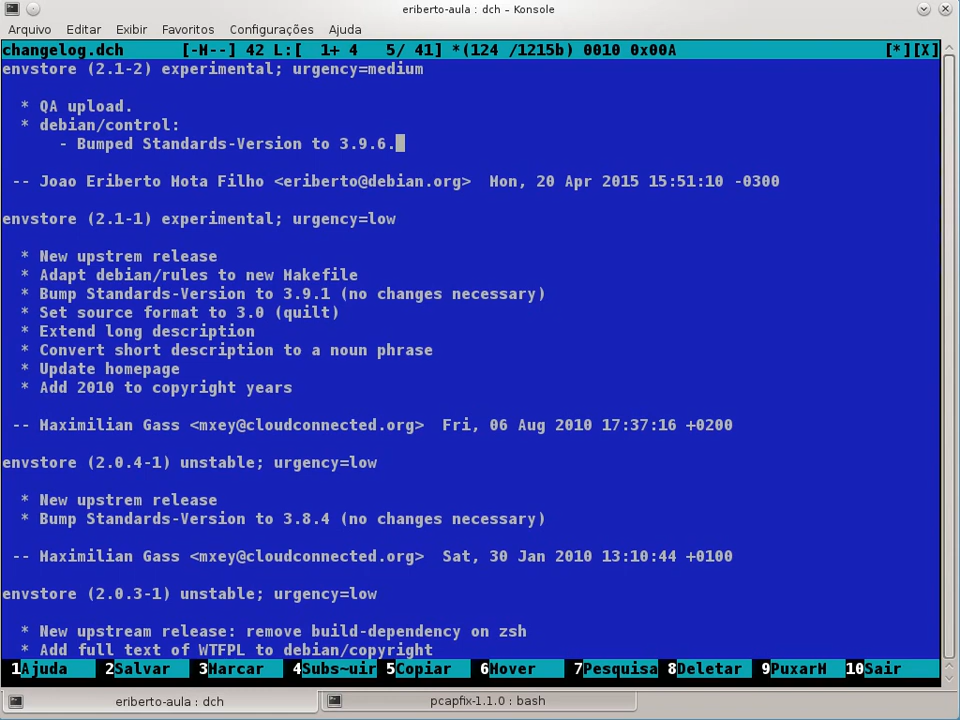 eriberto-aula : dch – Konsole
Arquivo Editar Exibir Favoritos Configurações Ajuda
changelog.dch [-M--] 42 L:[ 1+ 4 5/ 41] *(124 /1215b) 0010 0x00A [*][X]
envstore (2.1-2) experimental; urgency=medium
* QA upload.
* debian/control:
- Bumped Standards-Version to 3.9.6.
-- Joao Eriberto Mota Filho <eriberto@debian.org> Mon, 20 Apr 2015 15:51:10 -0300
envstore (2.1-1) experimental; urgency=low
* New upstrem release
* Adapt debian/rules to new Makefile
* Bump Standards-Version to 3.9.1 (no changes necessary)
* Set source format to 3.0 (quilt)
* Extend long description
* Convert short description to a noun phrase
* Update homepage
* Add 2010 to copyright years
-- Maximilian Gass <mxey@cloudconnected.org> Fri, 06 Aug 2010 17:37:16 +0200
envstore (2.0.4-1) unstable; urgency=low
* New upstrem release
* Bump Standards-Version to 3.8.4 (no changes necessary)
-- Maximilian Gass <mxey@cloudconnected.org> Sat, 30 Jan 2010 13:10:44 +0100
envstore (2.0.3-1) unstable; urgency=low
* New upstream release: remove build-dependency on zsh
* Add full text of WTFPL to debian/copyright
1Ajuda 2Salvar 3Marcar 4Subs~uir 5Copiar 6Mover 7Pesquisa 8Deletar 9PuxarM 10Sair
eriberto-aula : dch pcapfix-1.1.0 : bash